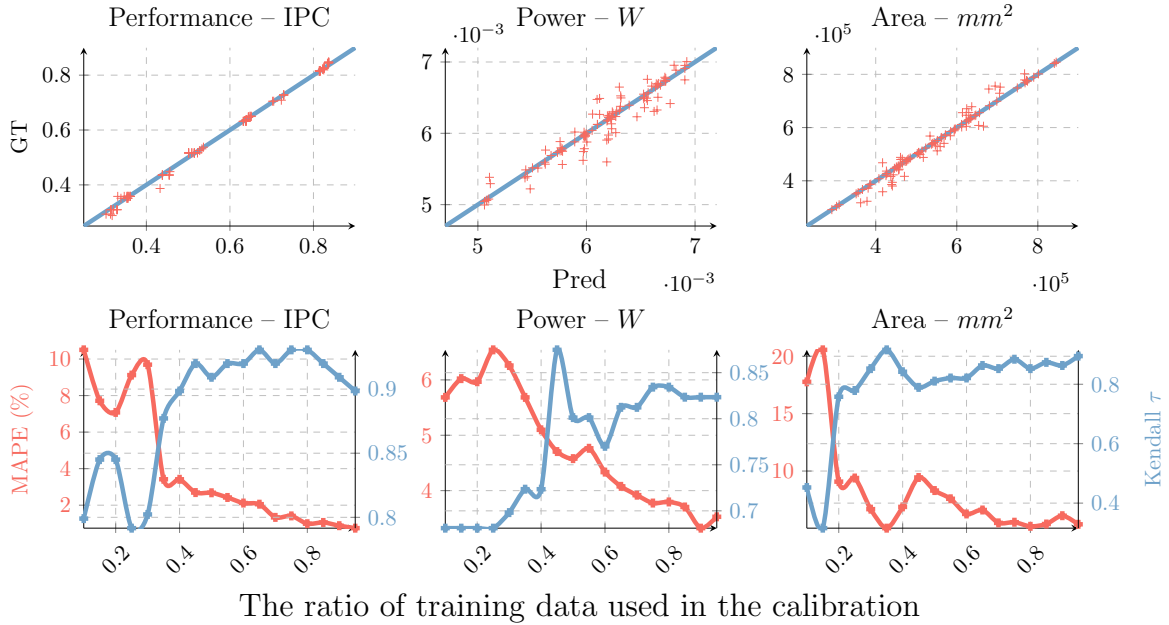 Performance – IPC
Power – W
Area – mm²
·10⁻³
·10⁵
GT
0.8
0.6
0.4
7
6
5
8
6
4
0.4 0.6 0.8
5 6 7
4 6 8
Pred
·10⁻³
·10⁵
Performance – IPC
Power – W
Area – mm²
MAPE (%)
10
8
6
4
2
0.9
0.85
0.8
6
5
4
0.85
0.8
0.75
0.7
20
15
10
0.8
0.6
0.4
Kendall τ
0.2 0.4 0.6 0.8
0.2 0.4 0.6 0.8
0.2 0.4 0.6 0.8
The ratio of training data used in the calibration